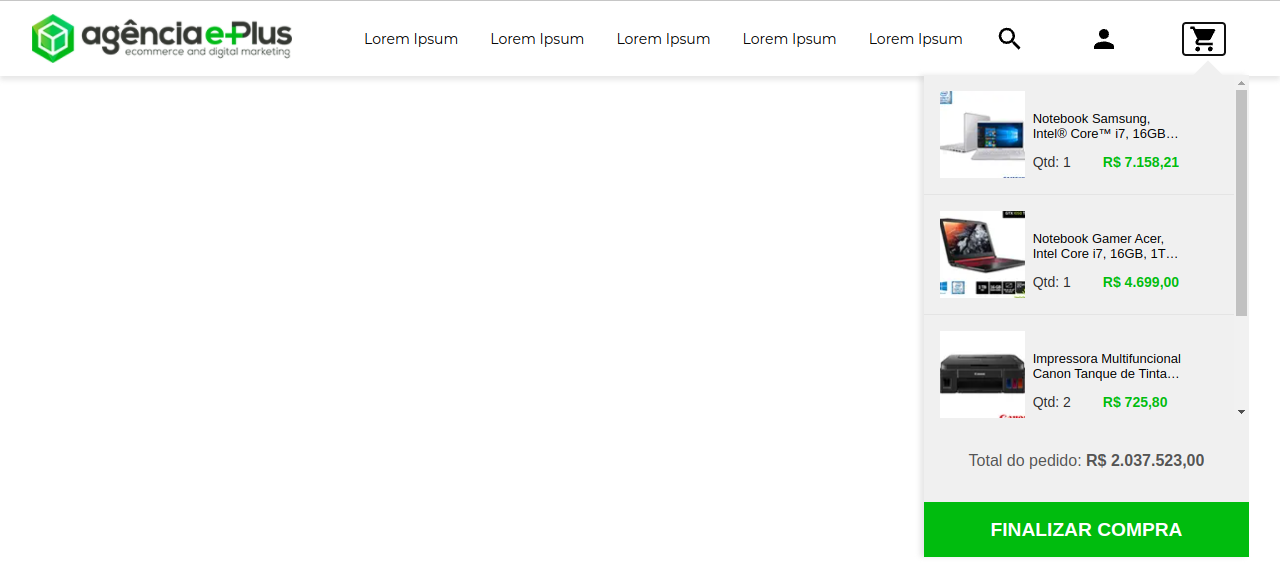 agência e-Plus
ecommerce and digital marketing
Lorem Ipsum Lorem Ipsum Lorem Ipsum Lorem Ipsum Lorem Ipsum
Notebook Samsung,
Intel® Core™ i7, 16GB…
Qtd: 1 R$ 7.158,21
Notebook Gamer Acer,
Intel Core i7, 16GB, 1T…
Qtd: 1 R$ 4.699,00
Impressora Multifuncional
Canon Tanque de Tinta…
Qtd: 2 R$ 725,80
Total do pedido: R$ 2.037.523,00
FINALIZAR COMPRA